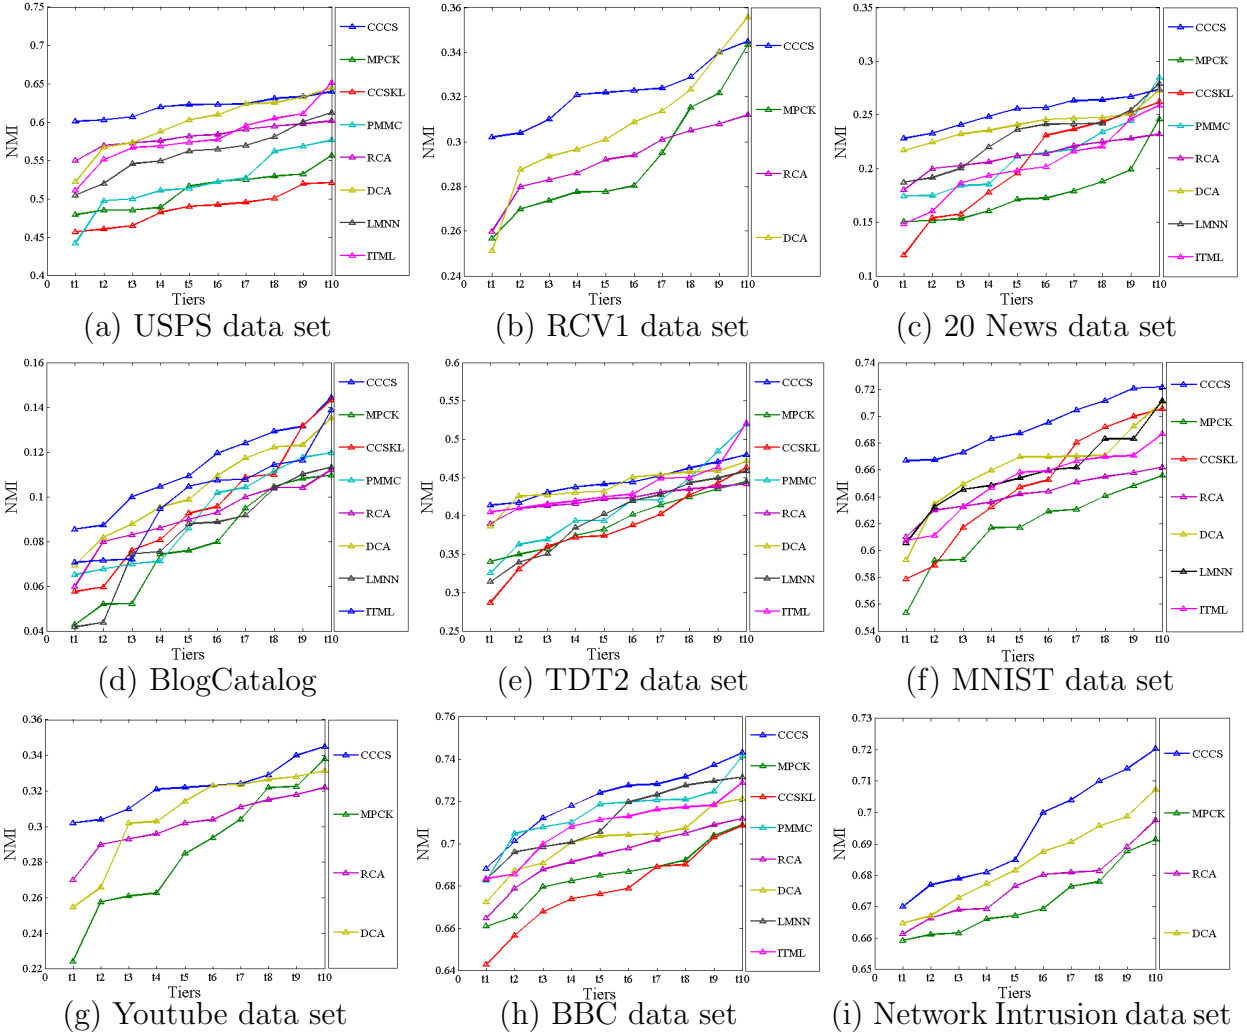 0.75
0.7
0.65
0.6
0.55
0.5
0.45
0.4
NMI
0 t1 t2 t3 t4 t5 t6 t7 t8 t9 t10
Tiers
CCCS
MPCK
CCSKL
PMMC
RCA
DCA
LMNN
ITML
(a) USPS data set
0.36
0.34
0.32
0.3
0.28
0.26
0.24
NMI
0 t1 t2 t3 t4 t5 t6 t7 t8 t9 t10
Tiers
CCCS
MPCK
RCA
DCA
(b) RCV1 data set
0.35
0.3
0.25
0.2
0.15
0.1
NMI
0 t1 t2 t3 t4 t5 t6 t7 t8 t9 t10
Tiers
CCCS
MPCK
CCSKL
PMMC
RCA
DCA
LMNN
ITML
(c) 20 News data set
0.16
0.14
0.12
0.1
0.08
0.06
0.04
NMI
0 t1 t2 t3 t4 t5 t6 t7 t8 t9 t10
Tiers
CCCS
MPCK
CCSKL
PMMC
RCA
DCA
LMNN
ITML
(d) BlogCatalog
0.6
0.5
0.45
0.4
0.35
0.3
0.25
NMI
0 t1 t2 t3 t4 t5 t6 t7 t8 t9 t10
Tiers
CCCS
MPCK
CCSKL
PMMC
RCA
DCA
LMNN
ITML
(e) TDT2 data set
0.74
0.72
0.7
0.68
0.66
0.64
0.62
0.6
0.58
0.56
0.54
NMI
0 t1 t2 t3 t4 t5 t6 t7 t8 t9 t10
Tiers
CCCS
MPCK
CCSKL
RCA
DCA
LMNN
ITML
(f) MNIST data set
0.36
0.34
0.32
0.3
0.28
0.26
0.24
0.22
NMI
0 t1 t2 t3 t4 t5 t6 t7 t8 t9 t10
Tiers
CCCS
MPCK
RCA
DCA
(g) Youtube data set
0.76
0.74
0.72
0.7
0.68
0.66
0.64
NMI
0 t1 t2 t3 t4 t5 t6 t7 t8 t9 t10
Tiers
CCCS
MPCK
CCSKL
PMMC
RCA
DCA
LMNN
ITML
(h) BBC data set
0.73
0.72
0.71
0.7
0.69
0.68
0.67
0.66
0.65
NMI
0 t1 t2 t3 t4 t5 t6 t7 t8 t9 t10
Tiers
CCCS
MPCK
RCA
DCA
(i) Network Intrusion data set